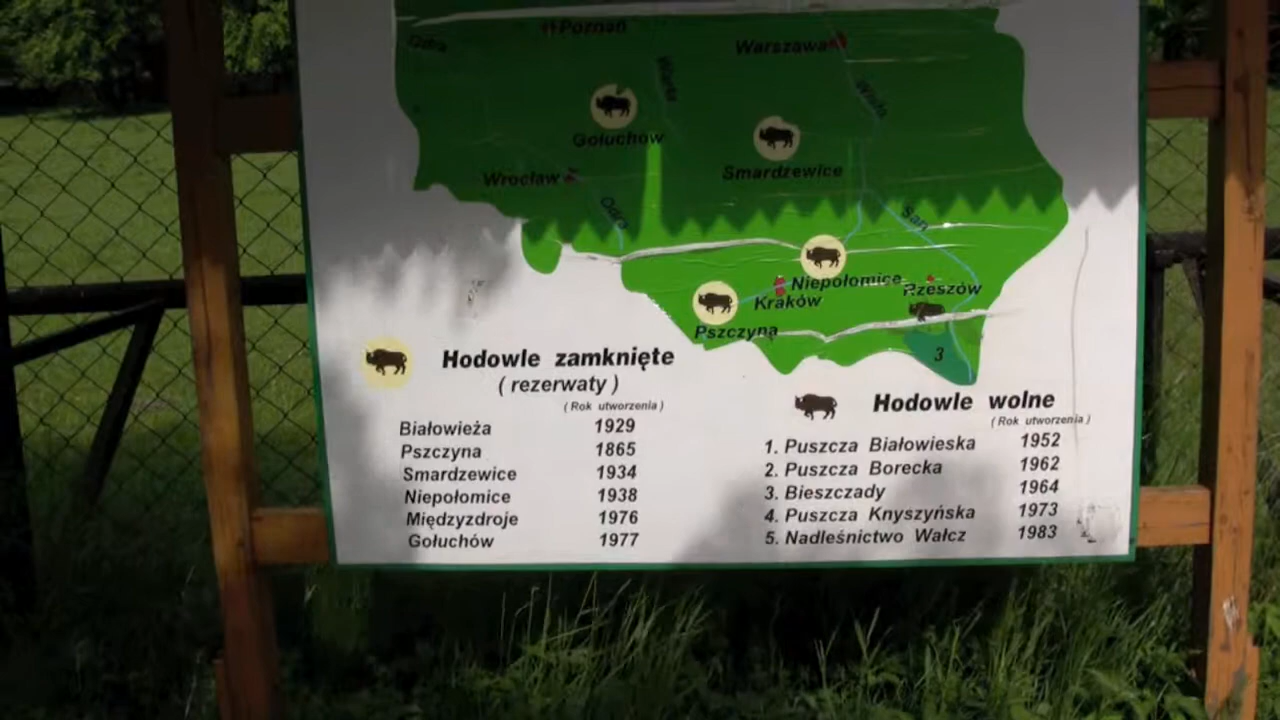 Poznań
Warszawa
Odra
Warta
Wisła
Gołuchów
Smardzewice
Wrocław
Odra
San
Niepołomice
Rzeszów
Kraków
Pszczyna
3
Hodowle zamknięte
( rezerwaty )
( Rok utworzenia )
Białowieża 1929
Pszczyna 1865
Smardzewice 1934
Niepołomice 1938
Międzyzdroje 1976
Gołuchów 1977
Hodowle wolne
( Rok utworzenia )
1. Puszcza Białowieska 1952
2. Puszcza Borecka 1962
3. Bieszczady 1964
4. Puszcza Knyszyńska 1973
5. Nadleśnictwo Wałcz 1983